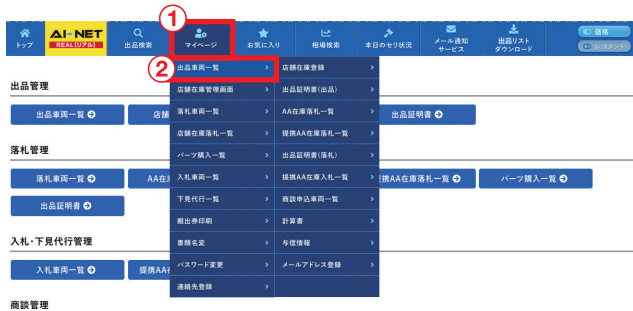 ①
トップ
AI-NET
REAL[リアル]
出品検索
マイページ
お気に入り
相場検索
本日のセリ状況
メール通知
サービス
出品リスト
ダウンロード
価格
レコメンド
②
出品車両一覧
店舗在庫登録
店舗在庫管理画面
出品証明書(出品)
落札車両一覧
AA在庫落札一覧
店舗在庫落札一覧
提携AA在庫落札一覧
パーツ購入一覧
出品証明書(落札)
入札車両一覧
提携AA在庫入札一覧
下見代行一覧
商談申込車両一覧
搬出券印刷
計算書
書類名変
与信情報
パスワード変更
メールアドレス登録
連絡先登録
出品管理
出品車両一覧
店舗
出品証明書
落札管理
落札車両一覧
AA在
携AA在庫落札一覧
パーツ購入一覧
出品証明書
入札・下見代行管理
入札車両一覧
提携AA
商談管理